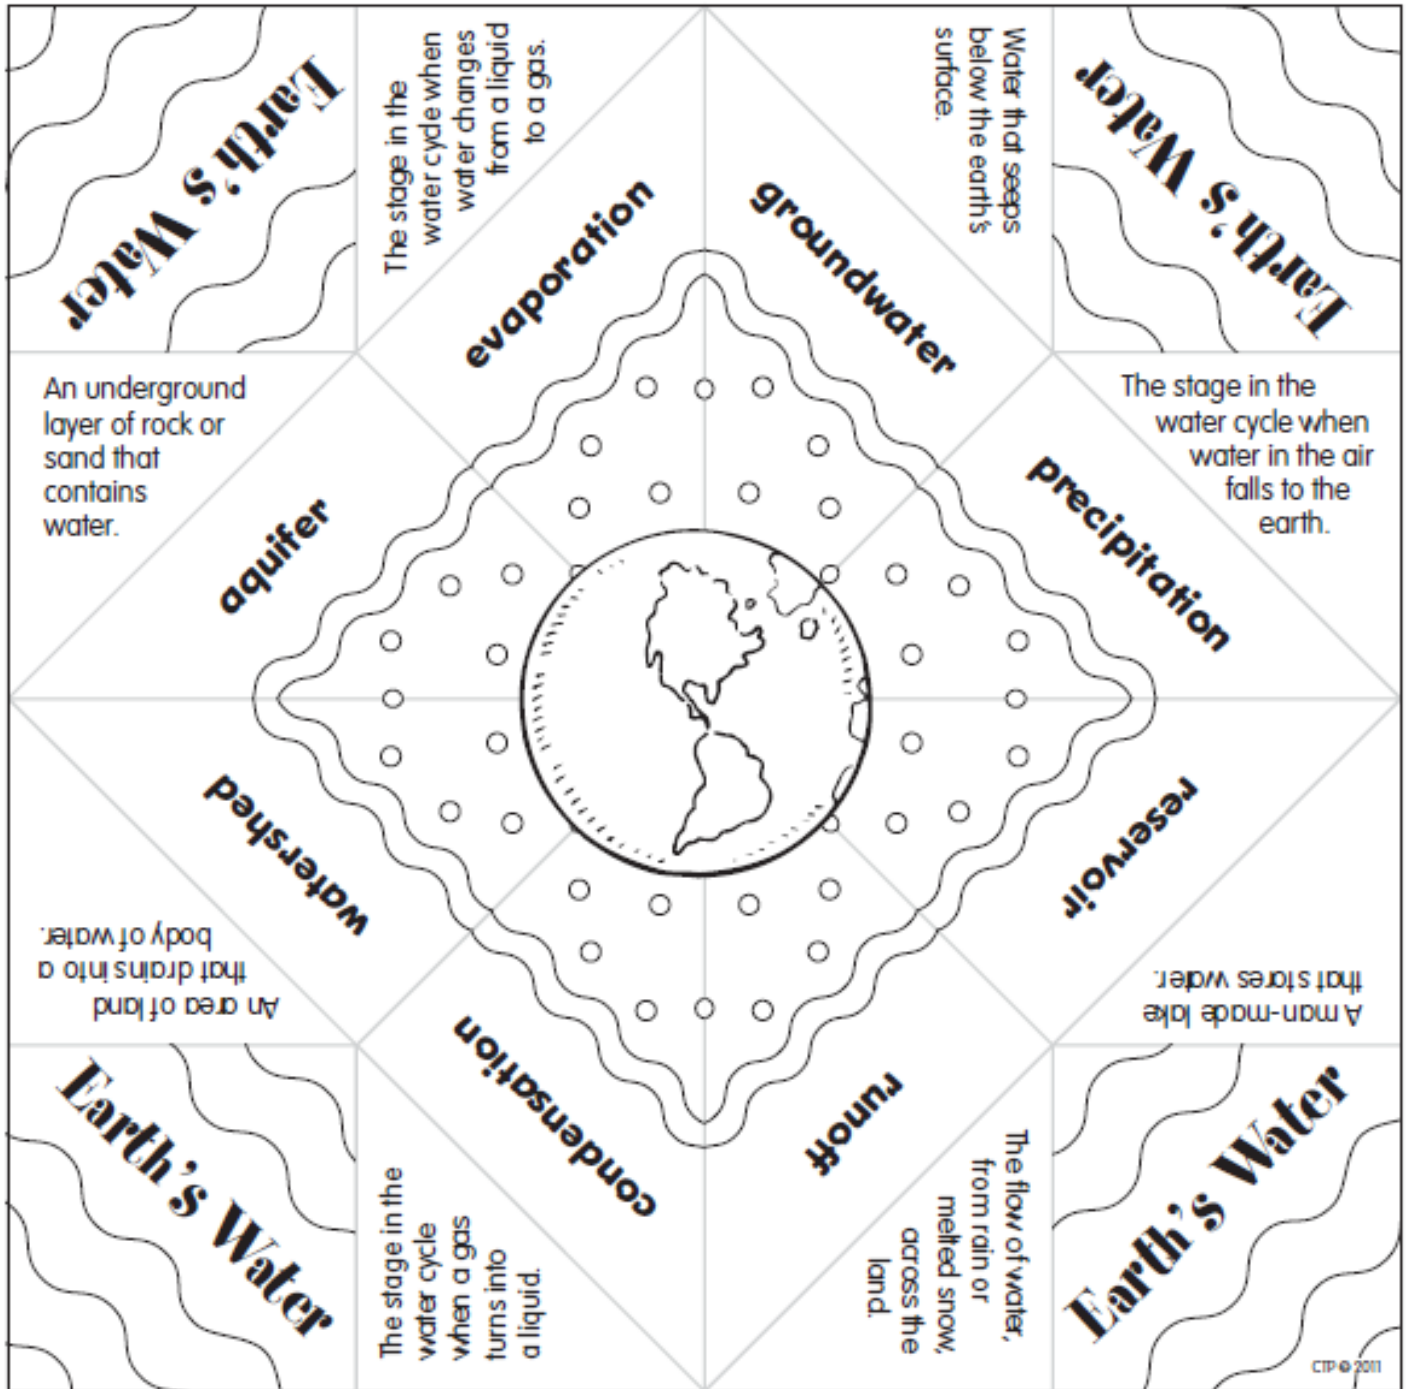 Earth's Water
The stage in the
water cycle when
water changes
from a liquid
to a gas.
evaporation
Water that seeps
below the earth's
surface.
groundwater
Earth's Water
An underground
layer of rock or
sand that
contains
water.
aquifer
The stage in the
water cycle when
water in the air
falls to the
earth.
precipitation
watershed
An area of land
that drains into a
body of water.
reservoir
A man-made lake
that stores water.
Earth's Water
condensation
The stage in the
water cycle
when a gas
turns into
a liquid.
runoff
The flow of water,
from rain or
melted snow,
across the
land.
Earth's Water
CTP © 2011